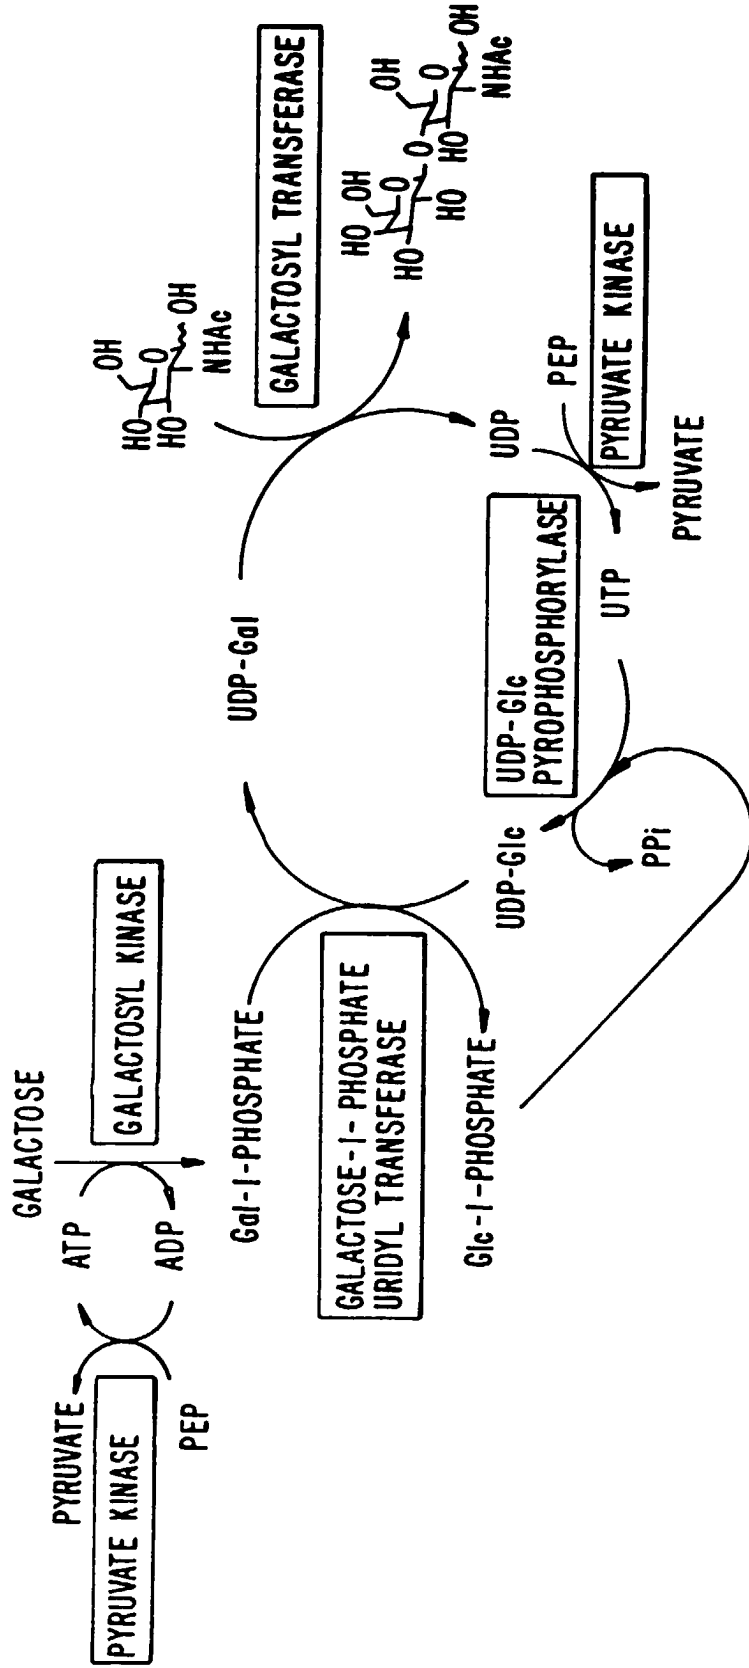 PYRUVATE
PYRUVATE KINASE
PEP
ATP
ADP
GALACTOSE
GALACTOSYL KINASE
Gal-1-PHOSPHATE
GALACTOSE-1-PHOSPHATE
URIDYL TRANSFERASE
Glc-1-PHOSPHATE
UDP-Gal
UDP-Glc
UDP-Glc
PYROPHOSPHORYLASE
PPi
UTP
UDP
PEP
PYRUVATE KINASE
PYRUVATE
HO
OH
O
HO
OH
NHAc
GALACTOSYL TRANSFERASE
HO
OH
O
HO
HO
O
OH
O
HO
OH
NHAc